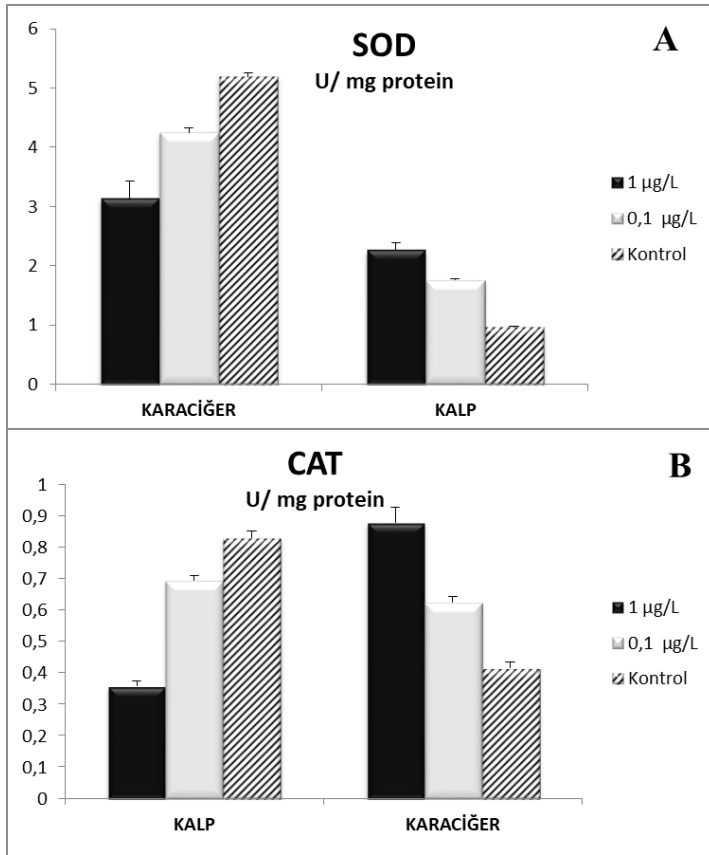 SOD
A
U/ mg protein
6
5
4
3
2
1
0
1 µg/L
0,1 µg/L
Kontrol
KARACİĞER
KALP
CAT
B
U/ mg protein
1
0,9
0,8
0,7
0,6
0,5
0,4
0,3
0,2
0,1
0
1 µg/L
0,1 µg/L
Kontrol
KALP
KARACİĞER